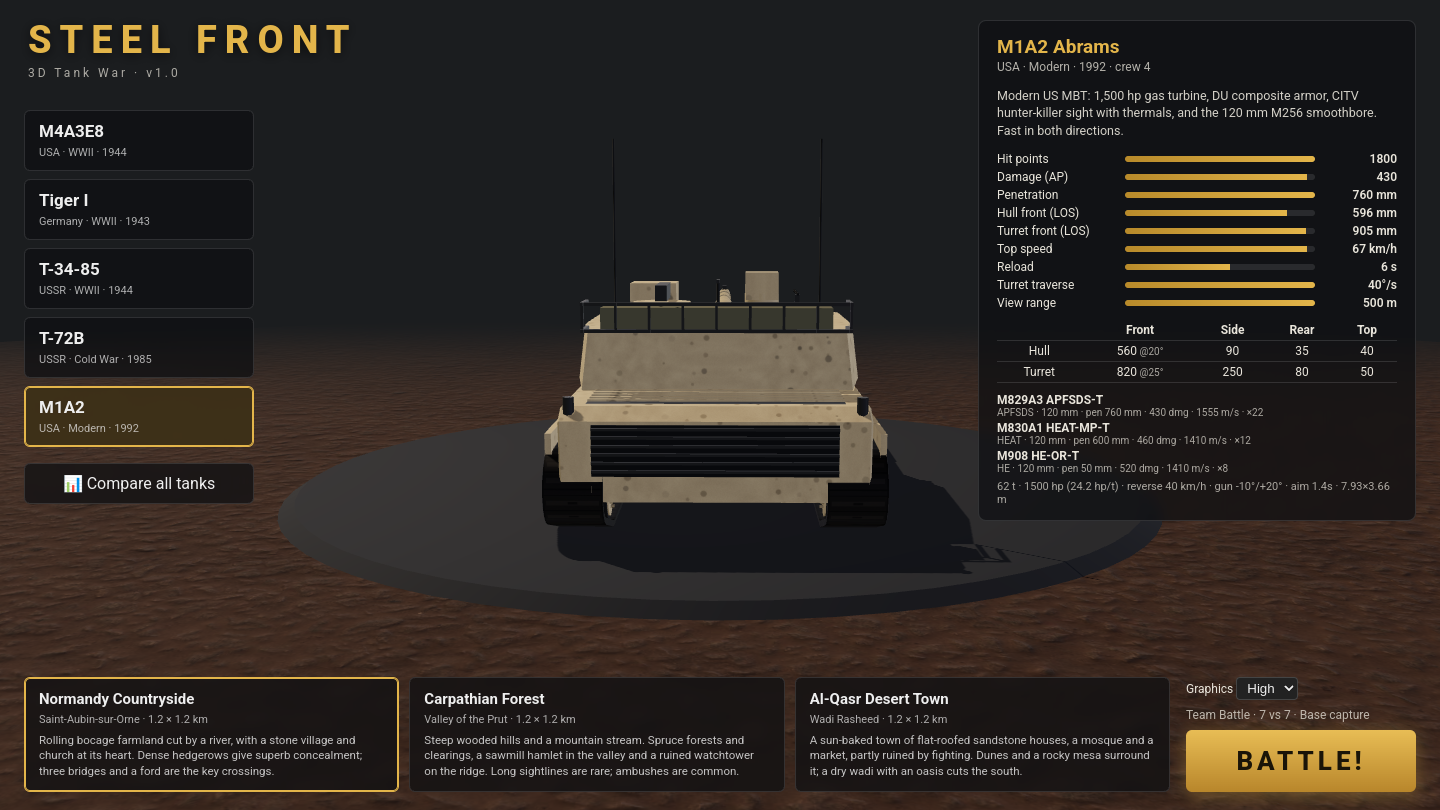 STEEL FRONT
3D Tank War · v1.0
M4A3E8
USA · WWII · 1944
Tiger I
Germany · WWII · 1943
T-34-85
USSR · WWII · 1944
T-72B
USSR · Cold War · 1985
M1A2
USA · Modern · 1992
📊 Compare all tanks
M1A2 Abrams
USA · Modern · 1992 · crew 4
Modern US MBT: 1,500 hp gas turbine, DU composite armor, CITV
hunter-killer sight with thermals, and the 120 mm M256 smoothbore.
Fast in both directions.
Hit points 1800
Damage (AP) 430
Penetration 760 mm
Hull front (LOS) 596 mm
Turret front (LOS) 905 mm
Top speed 67 km/h
Reload 6 s
Turret traverse 40°/s
View range 500 m
Front Side Rear Top
Hull 560 @20° 90 35 40
Turret 820 @25° 250 80 50
M829A3 APFSDS-T
APFSDS · 120 mm · pen 760 mm · 430 dmg · 1555 m/s · ×22
M830A1 HEAT-MP-T
HEAT · 120 mm · pen 600 mm · 460 dmg · 1410 m/s · ×12
M908 HE-OR-T
HE · 120 mm · pen 50 mm · 520 dmg · 1410 m/s · ×8
62 t · 1500 hp (24.2 hp/t) · reverse 40 km/h · gun -10°/+20° · aim 1.4s · 7.93×3.66
m
Normandy Countryside
Saint-Aubin-sur-Orne · 1.2 × 1.2 km
Rolling bocage farmland cut by a river, with a stone village and
church at its heart. Dense hedgerows give superb concealment;
three bridges and a ford are the key crossings.
Carpathian Forest
Valley of the Prut · 1.2 × 1.2 km
Steep wooded hills and a mountain stream. Spruce forests and
clearings, a sawmill hamlet in the valley and a ruined watchtower
on the ridge. Long sightlines are rare; ambushes are common.
Al-Qasr Desert Town
Wadi Rasheed · 1.2 × 1.2 km
A sun-baked town of flat-roofed sandstone houses, a mosque and a
market, partly ruined by fighting. Dunes and a rocky mesa surround
it; a dry wadi with an oasis cuts the south.
Graphics High
Team Battle · 7 vs 7 · Base capture
BATTLE!